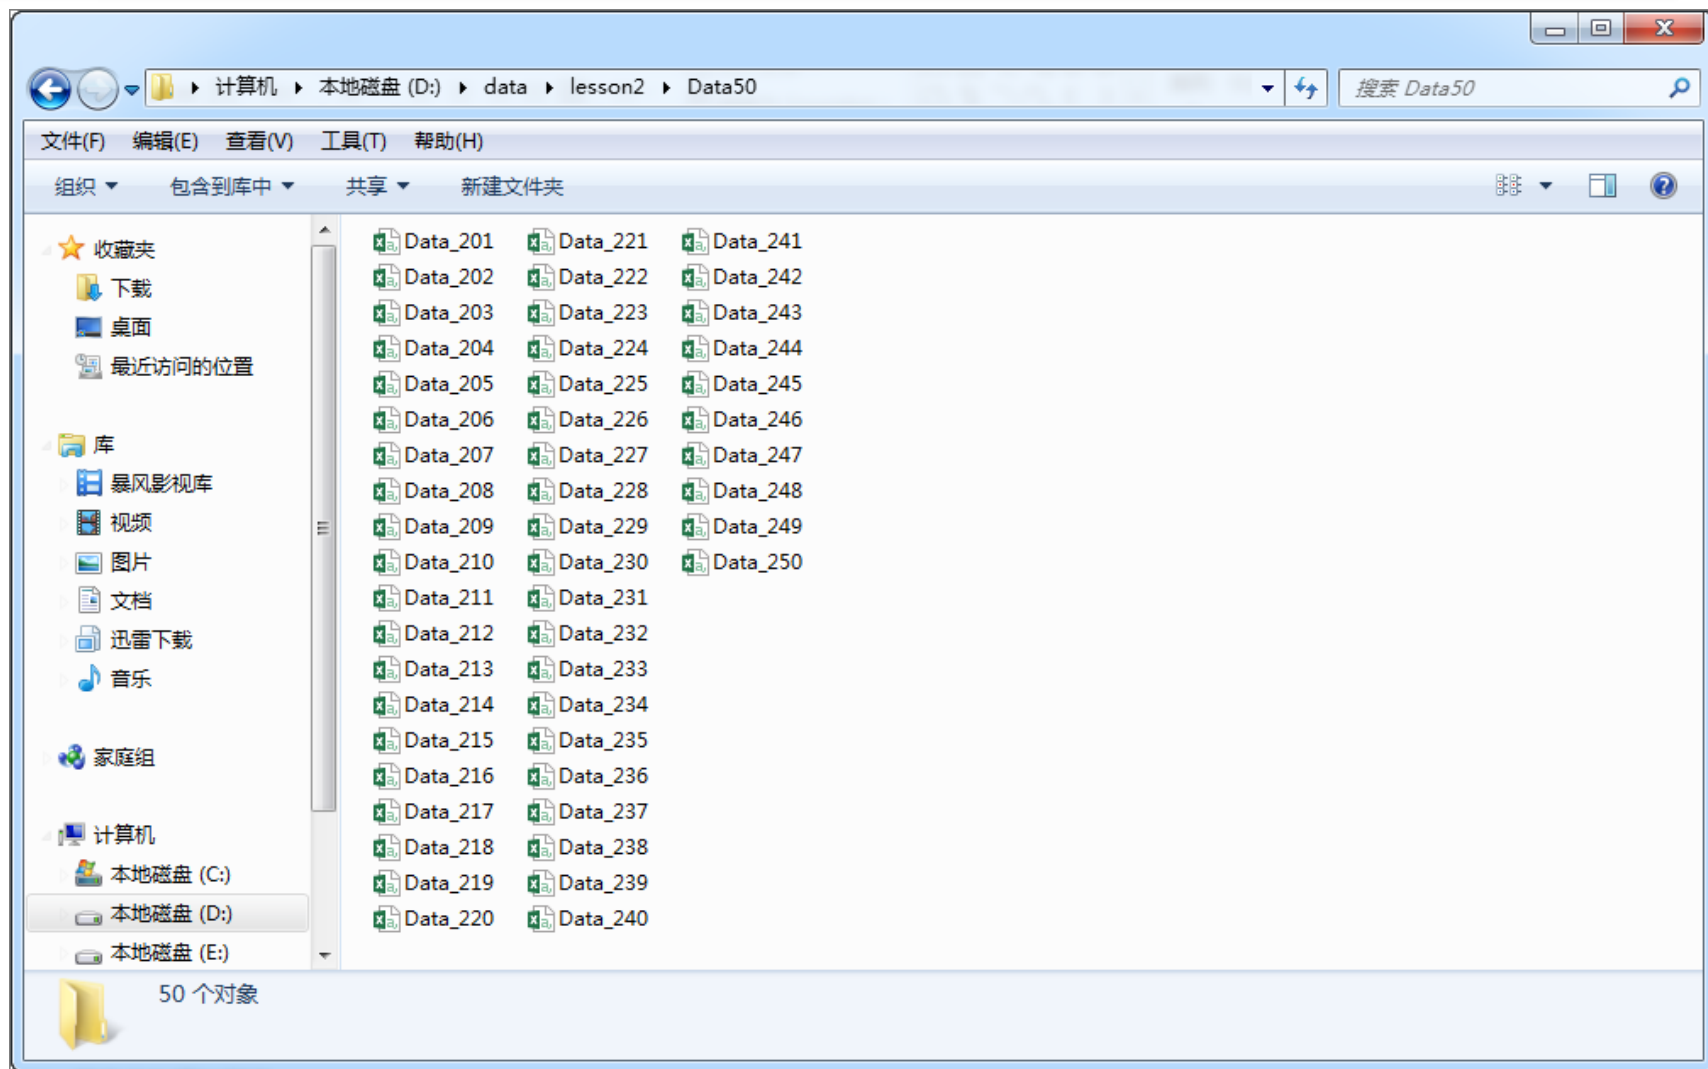 计算机 本地磁盘 (D:) data lesson2 Data50
搜索 Data50
文件(F) 编辑(E) 查看(V) 工具(T) 帮助(H)
组织 包含到库中 共享 新建文件夹
收藏夹
下载
桌面
最近访问的位置
库
暴风影视库
视频
图片
文档
迅雷下载
音乐
家庭组
计算机
本地磁盘 (C:)
本地磁盘 (D:)
本地磁盘 (E:)
Data_201 Data_221 Data_241
Data_202 Data_222 Data_242
Data_203 Data_223 Data_243
Data_204 Data_224 Data_244
Data_205 Data_225 Data_245
Data_206 Data_226 Data_246
Data_207 Data_227 Data_247
Data_208 Data_228 Data_248
Data_209 Data_229 Data_249
Data_210 Data_230 Data_250
Data_211 Data_231
Data_212 Data_232
Data_213 Data_233
Data_214 Data_234
Data_215 Data_235
Data_216 Data_236
Data_217 Data_237
Data_218 Data_238
Data_219 Data_239
Data_220 Data_240
50 个对象